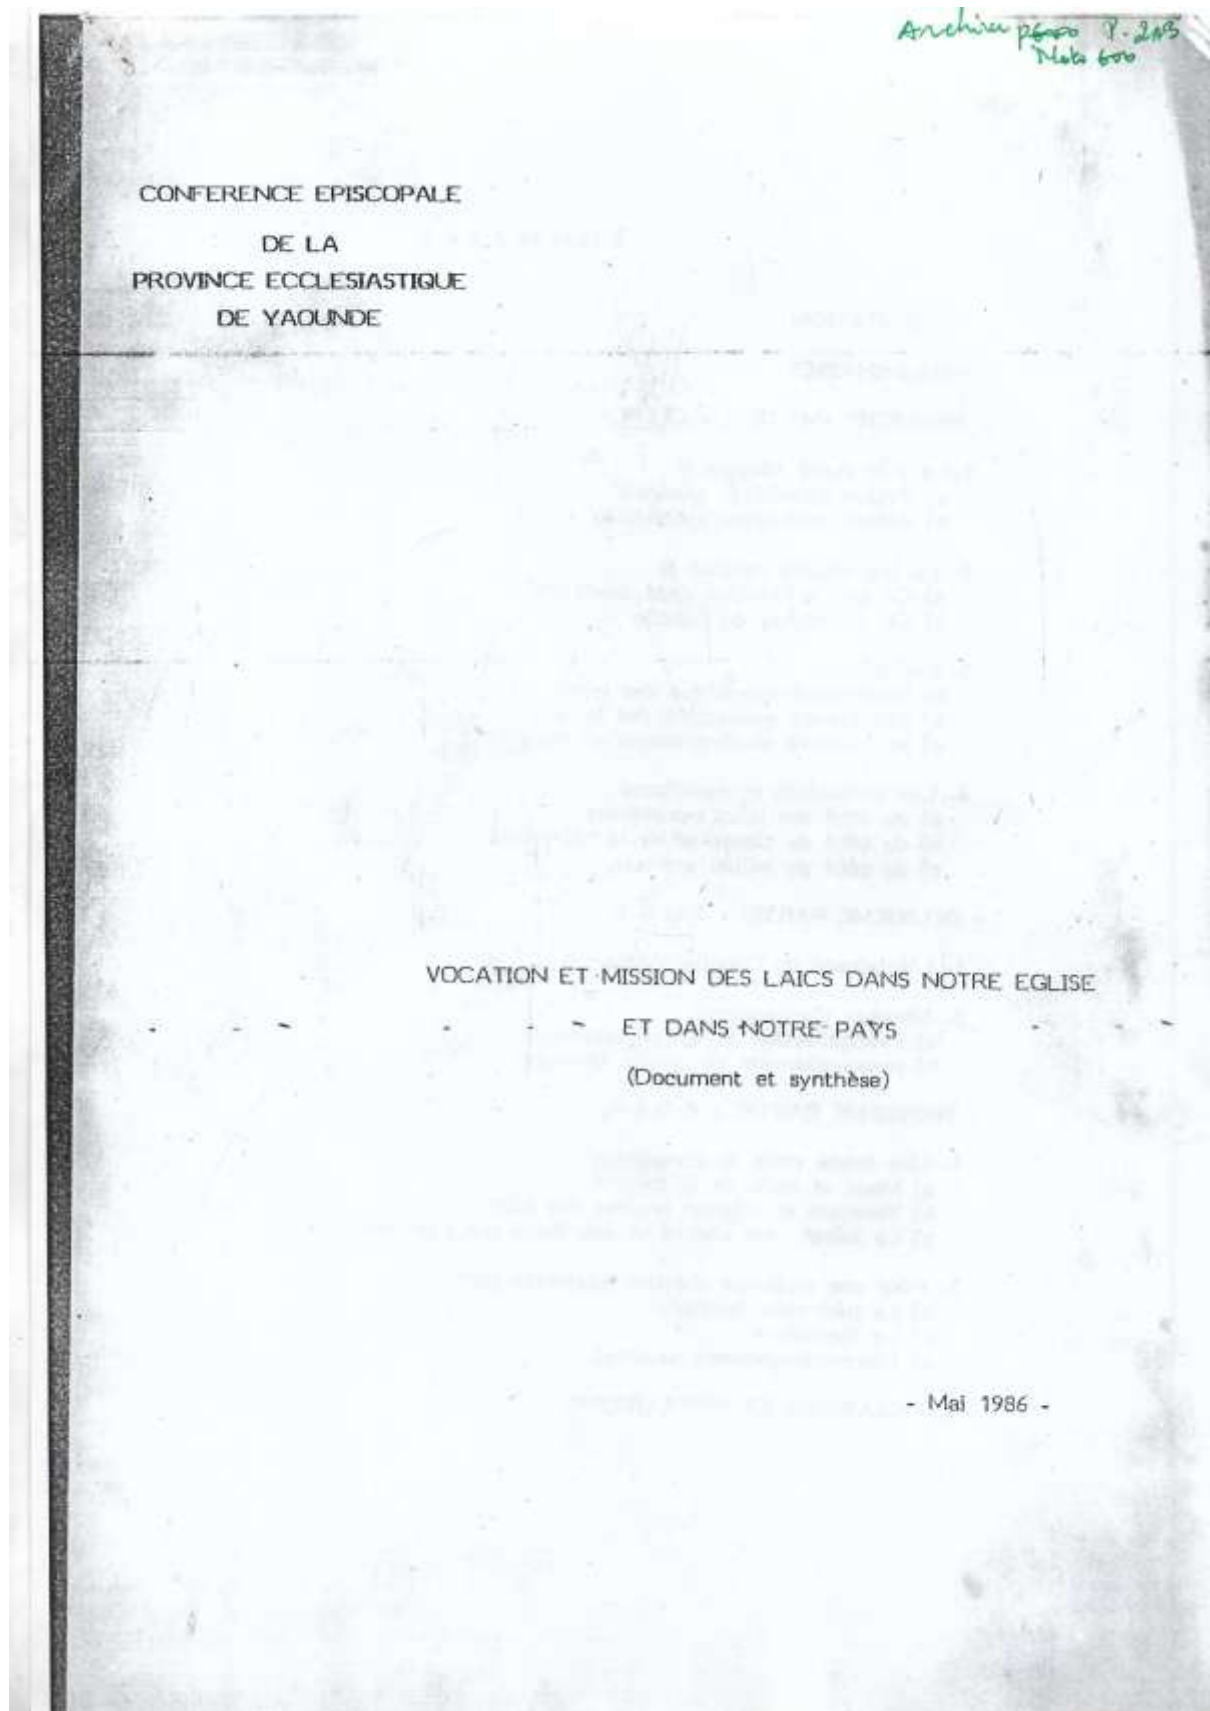 P. 2NB
CONFERENCE EPISCOPALE
DE LA
PROVINCE ECCLESIASTIQUE
DE YAOUNDE
VOCATION ET MISSION DES LAICS DANS NOTRE EGLISE
ET DANS NOTRE PAYS
(Document et synthèse)
- Mai 1986 -